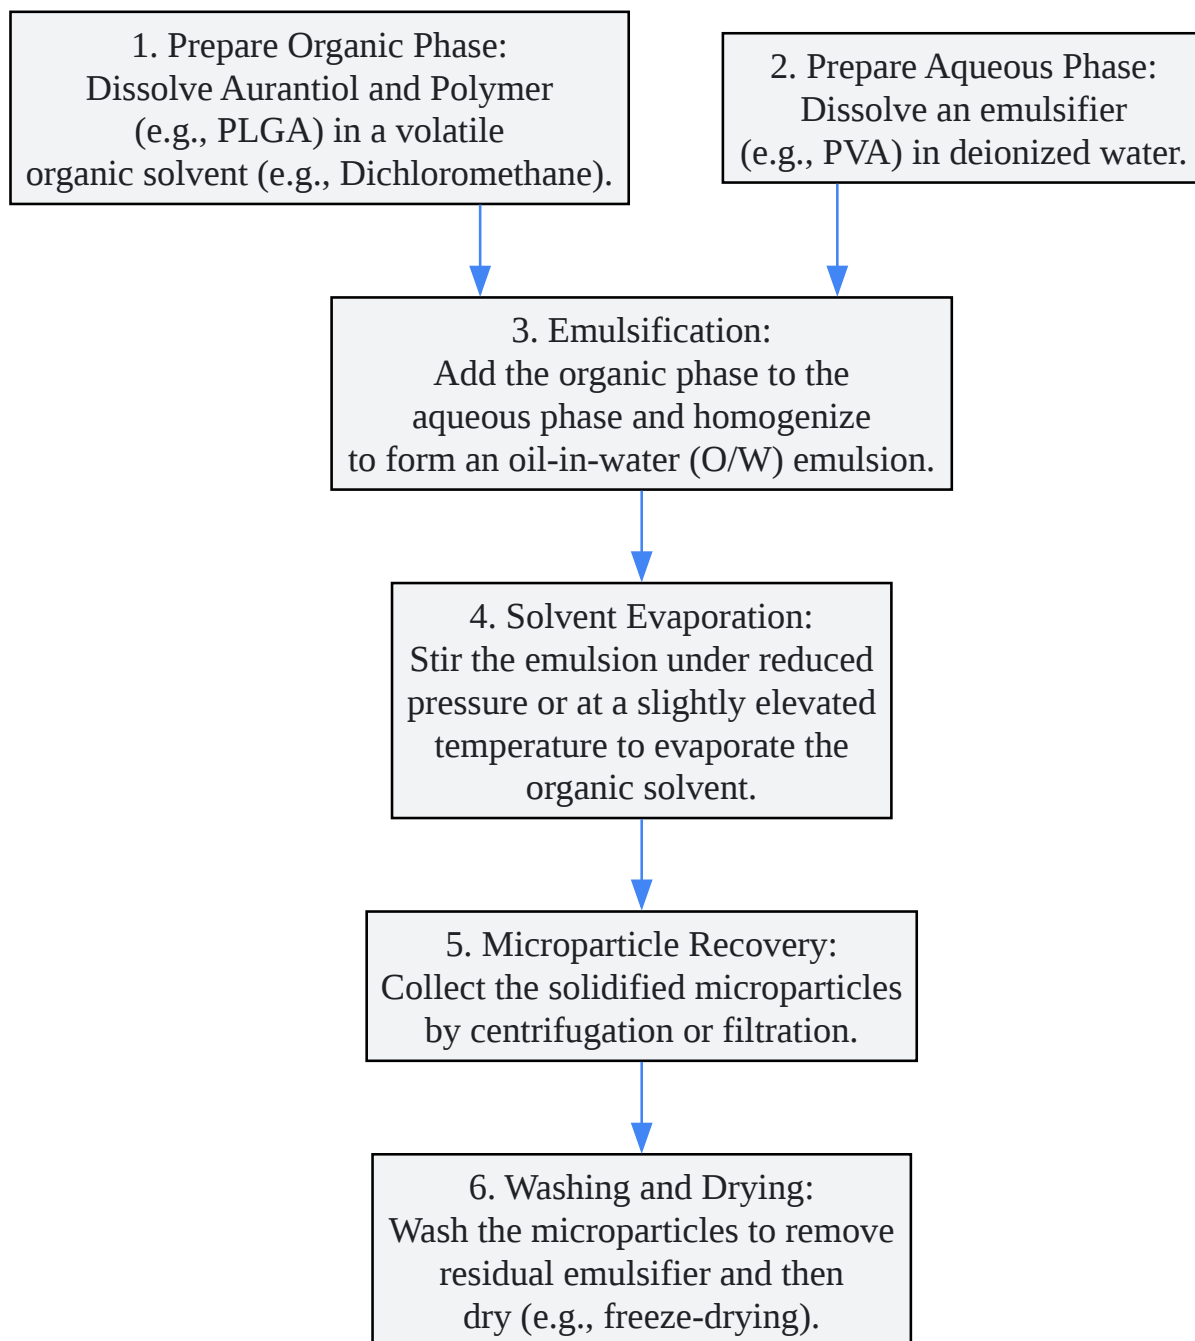 1. Prepare Organic Phase:
Dissolve Aurantiol and Polymer
(e.g., PLGA) in a volatile
organic solvent (e.g., Dichloromethane).
2. Prepare Aqueous Phase:
Dissolve an emulsifier
(e.g., PVA) in deionized water.
3. Emulsification:
Add the organic phase to the
aqueous phase and homogenize
to form an oil-in-water (O/W) emulsion.
4. Solvent Evaporation:
Stir the emulsion under reduced
pressure or at a slightly elevated
temperature to evaporate the
organic solvent.
5. Microparticle Recovery:
Collect the solidified microparticles
by centrifugation or filtration.
6. Washing and Drying:
Wash the microparticles to remove
residual emulsifier and then
dry (e.g., freeze-drying).